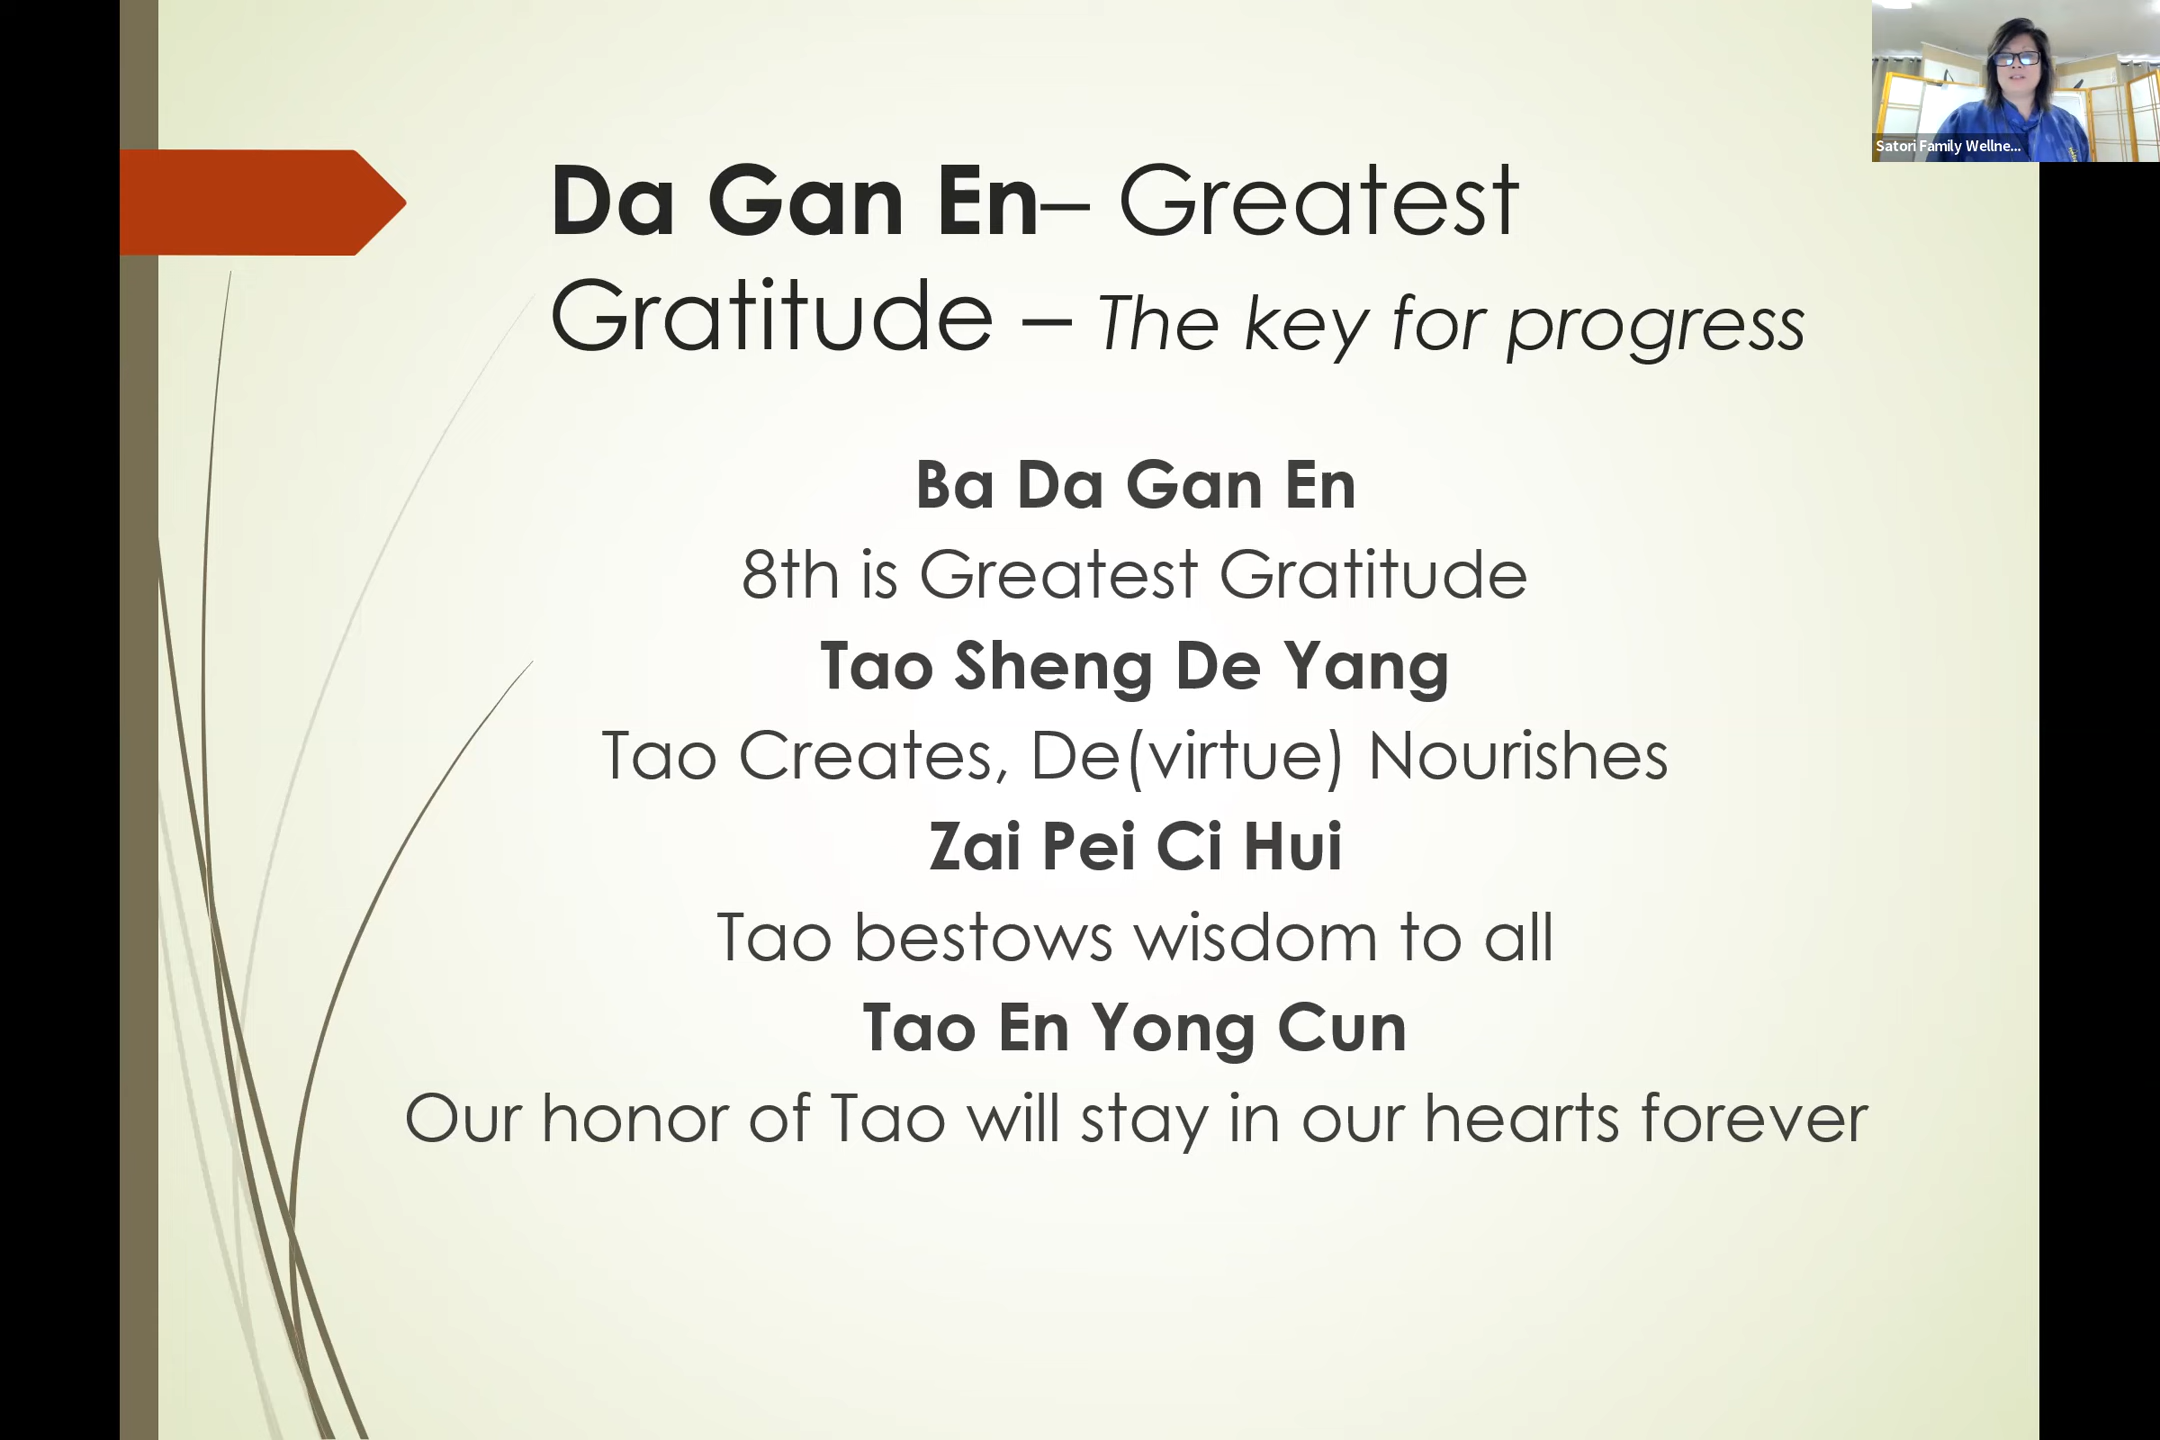 Satori Family Wellne...
Da Gan En– Greatest
Gratitude – The key for progress
Ba Da Gan En
8th is Greatest Gratitude
Tao Sheng De Yang
Tao Creates, De(virtue) Nourishes
Zai Pei Ci Hui
Tao bestows wisdom to all
Tao En Yong Cun
Our honor of Tao will stay in our hearts forever